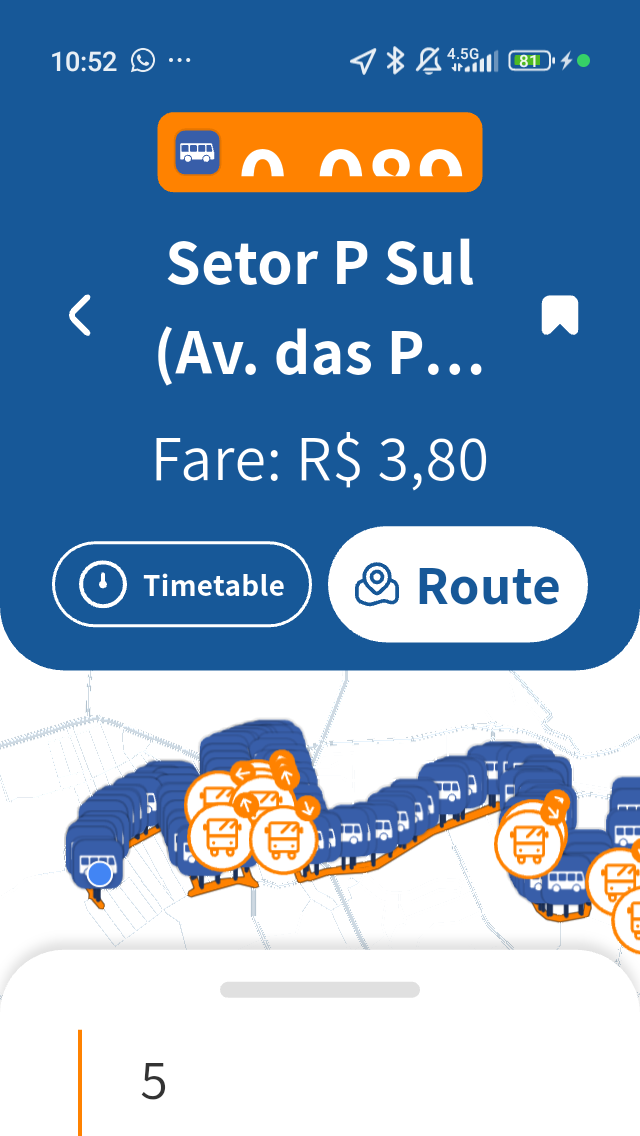 10:52
4.5G
81
Setor P Sul
(Av. das P...
Fare: R$ 3,80
Timetable
Route
5